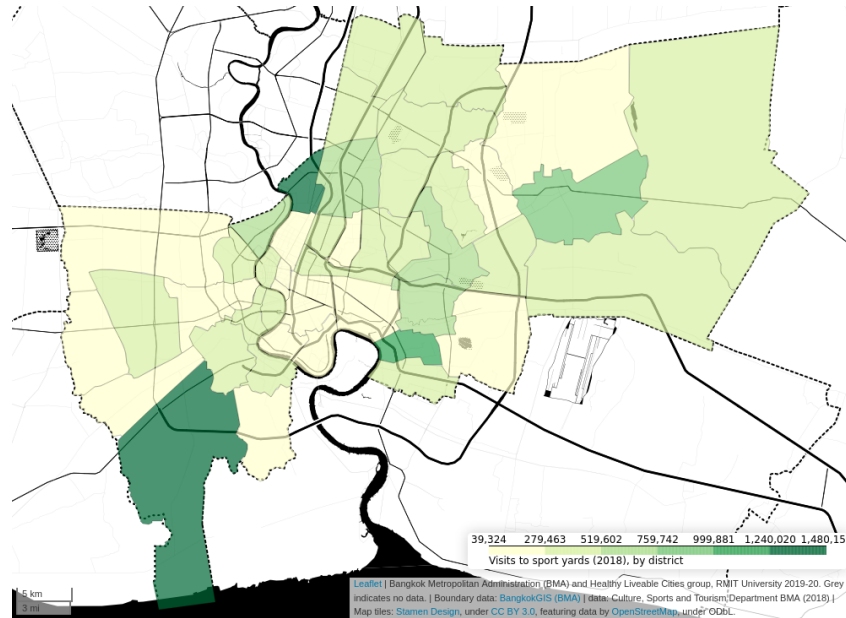 39,324 279,463 519,602 759,742 999,881 1,240,020 1,480,15
Visits to sport yards (2018), by district
5 km
3 mi
Leaflet | Bangkok Metropolitan Administration (BMA) and Healthy Liveable Cities group, RMIT University 2019-20. Grey
indicates no data. | Boundary data: BangkokGIS (BMA) | data: Culture, Sports and Tourism Department BMA (2018) |
Map tiles: Stamen Design, under CC BY 3.0, featuring data by OpenStreetMap, under ODbL.